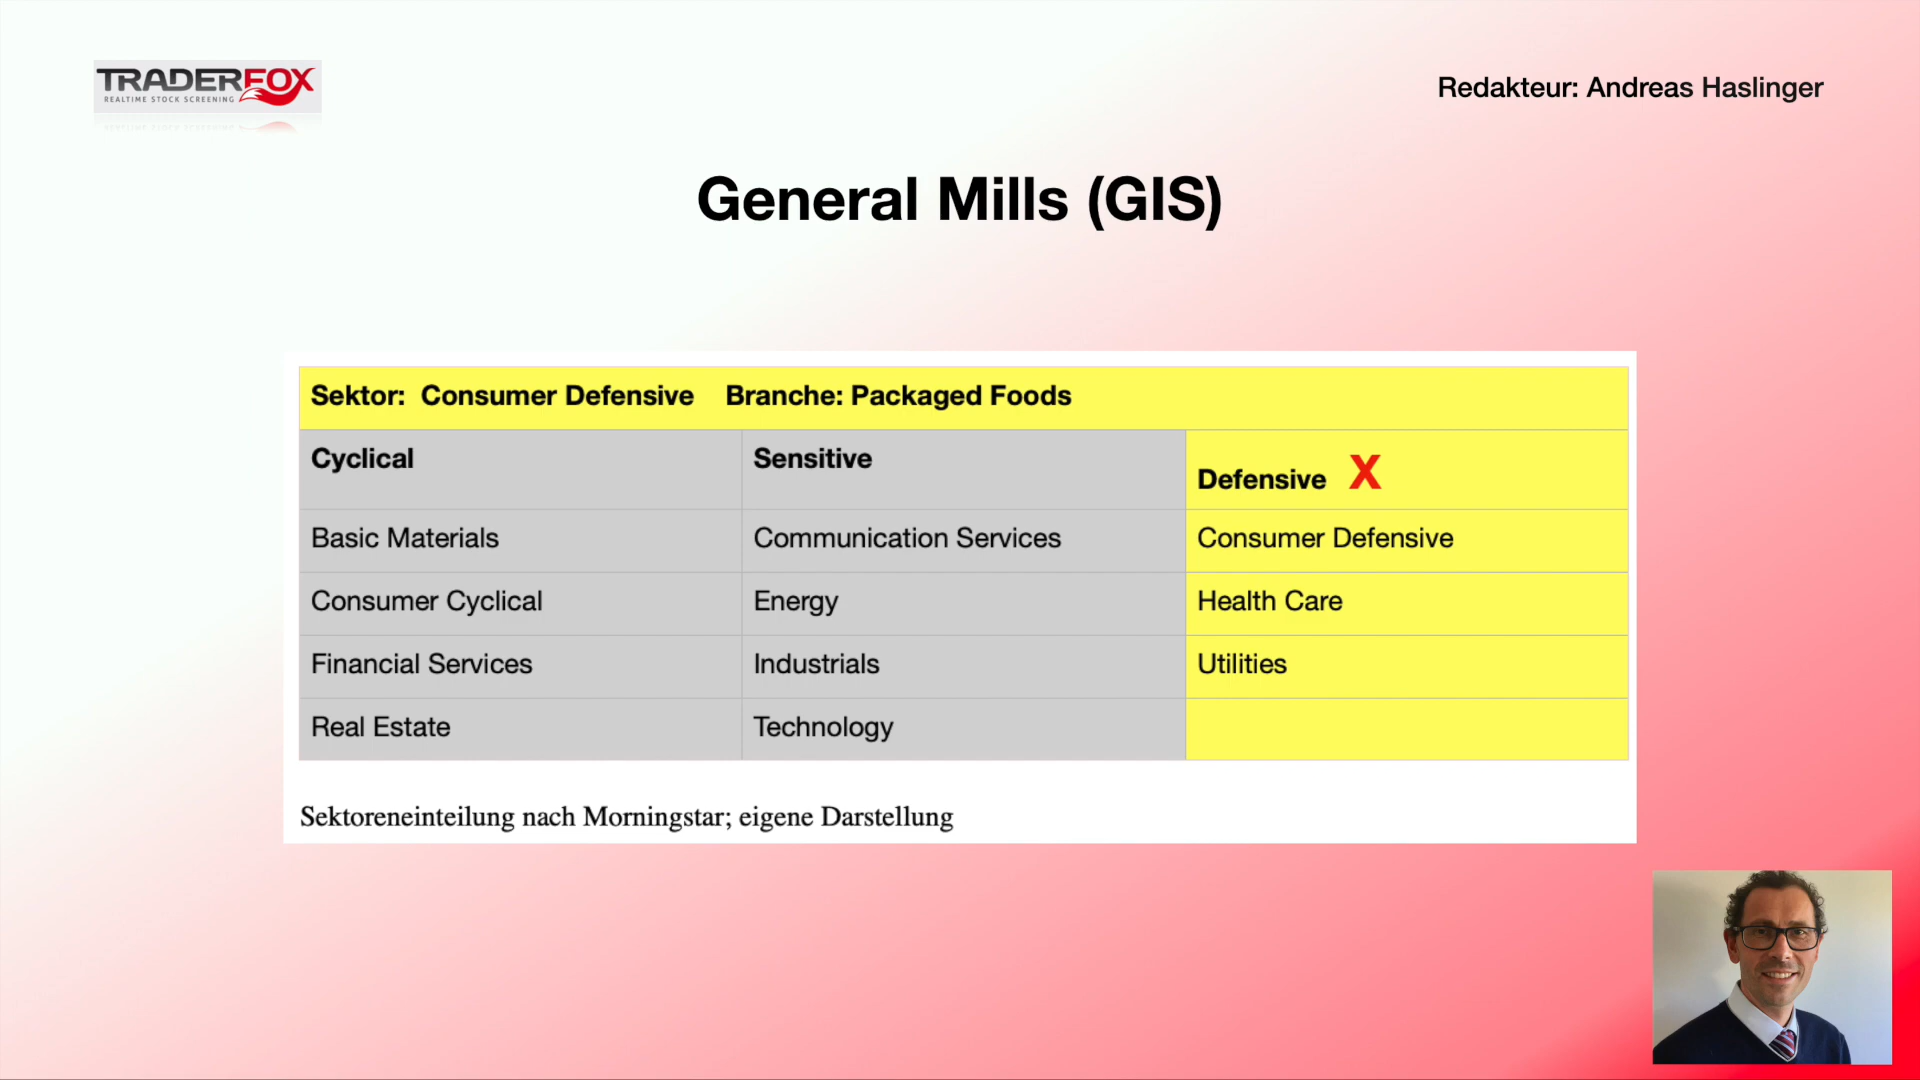 TRADERFOX
REALTIME STOCK SCREENING
Redakteur: Andreas Haslinger
General Mills (GIS)
Sektor: Consumer Defensive Branche: Packaged Foods
Cyclical Sensitive Defensive X
Basic Materials Communication Services Consumer Defensive
Consumer Cyclical Energy Health Care
Financial Services Industrials Utilities
Real Estate Technology
Sektoreneinteilung nach Morningstar; eigene Darstellung